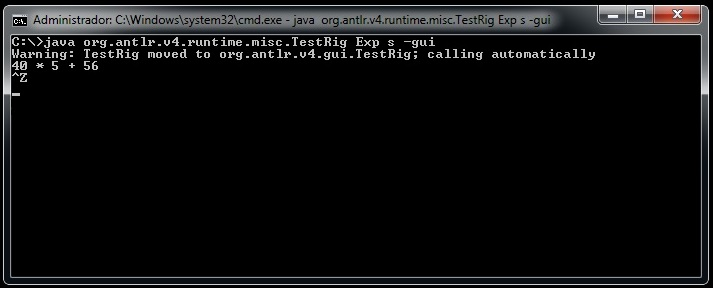 Administrador: C:\Windows\system32\cmd.exe - java  org.antlr.v4.runtime.misc.TestRig Exp s -gui
C:\>java org.antlr.v4.runtime.misc.TestRig Exp s -gui
Warning: TestRig moved to org.antlr.v4.gui.TestRig; calling automatically
40 * 5 + 56
^Z